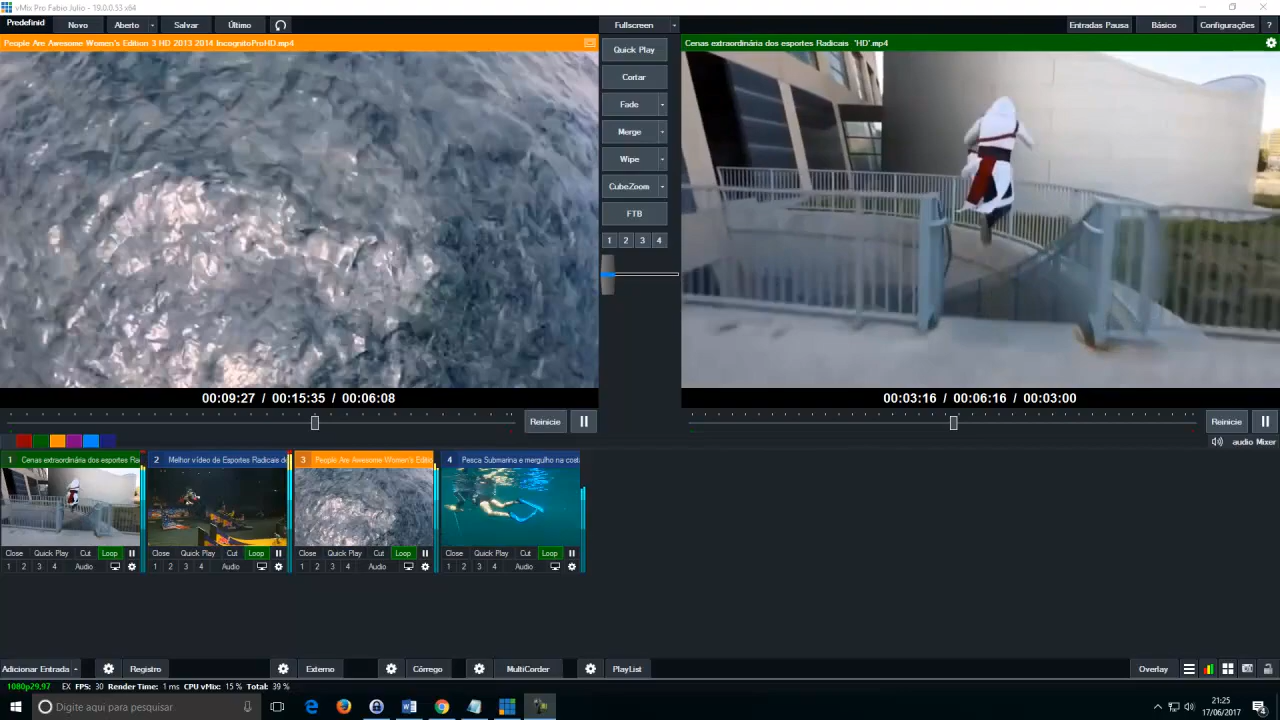 vMix Pro Fabio Julio - 19.0.0.33 x64
Predefinid Novo Aberto Salvar Último Fullscreen Entradas Pausa Básico Configurações ?
People Are Awesome Women's Edition 3 HD 2013 2014 IncognitoProHD.mp4
Cenas extraordinária dos esportes Radicais "HD".mp4
Quick Play
Cortar
Fade
Merge
Wipe
CubeZoom
FTB
1 2 3 4
00:09:27 / 00:15:35 / 00:06:08
00:03:16 / 00:06:16 / 00:03:00
Reinicie
Reinicie
audio Mixer
1 Cenas extraordinária dos esportes Ra
2 Melhor vídeo de Esportes Radicais d
3 People Are Awesome Women's Editio
4 Pesca Submarina e mergulho na cost
Close Quick Play Cut Loop
Close Quick Play Cut Loop
Close Quick Play Cut Loop
Close Quick Play Cut Loop
1 2 3 4 Audio
1 2 3 4 Audio
1 2 3 4 Audio
1 2 3 4 Audio
Adicionar Entrada Registro Externo Córrego MultiCorder PlayList Overlay
1080p29.97 EX FPS: 30 Render Time: 1 ms CPU vMix: 15 % Total: 39 %
Digite aqui para pesquisar
21:25
17/06/2017
4